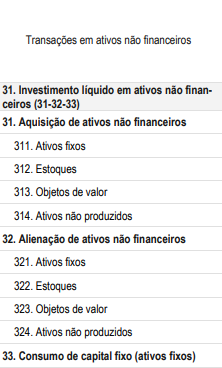 Transações em ativos não financeiros
31. Investimento líquido em ativos não finan-
ceiros (31-32-33)
31. Aquisição de ativos não financeiros
311. Ativos fixos
312. Estoques
313. Objetos de valor
314. Ativos não produzidos
32. Alienação de ativos não financeiros
321. Ativos fixos
322. Estoques
323. Objetos de valor
324. Ativos não produzidos
33. Consumo de capital fixo (ativos fixos)